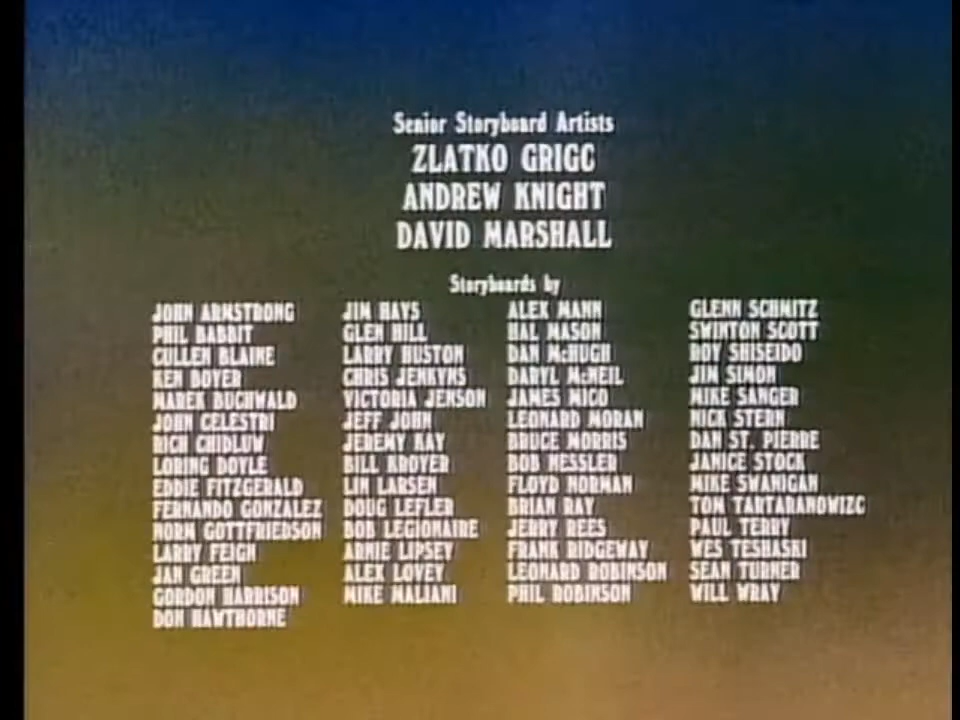 Senior Storyboard Artists
ZLATKO GRIGC
ANDREW KNIGHT
DAVID MARSHALL
Storyboards by
JOHN ARMSTRONG
PHIL BABBIT
CULLEN BLAINE
KEN BOYER
MAREK BUCHWALD
JOHN CELESTRI
RICH CHIDLUW
LORING DOYLE
EDDIE FITZGERALD
FERNANDO GONZALEZ
NORM GOTTFRIEDSON
LARRY FEIGN
JAN GREEN
GORDON HARRISON
DON HAWTHORNE
JIM HAYS
GLEN HILL
LARRY HUSTON
CHRIS JENKYNS
VICTORIA JENSON
JEFF JOHN
JEREMY KAY
BILL KROYER
LIN LARSEN
DOUG LEFLER
BOB LEGIONAIRE
ARNIE LIPSEY
ALEX LOVEY
MIKE MALIANI
ALEX MANN
HAL MASON
DAN McHUGH
DARYL McNEIL
JAMES MICO
LEONARD MORAN
BRUCE MORRIS
BOB NESSLER
FLOYD NORMAN
BRIAN RAY
JERRY REES
FRANK RIDGEWAY
LEONARD ROBINSON
PHIL ROBINSON
GLENN SCHMITZ
SWINTON SCOTT
ROY SHISEIDO
JIM SIMON
MIKE SANGER
NICK STERN
DAN ST. PIERRE
JANICE STOCK
MIKE SWANIGAN
TOM TARTARANOWIZC
PAUL TERRY
WES TESHASKI
SEAN TURNER
WILL WRAY